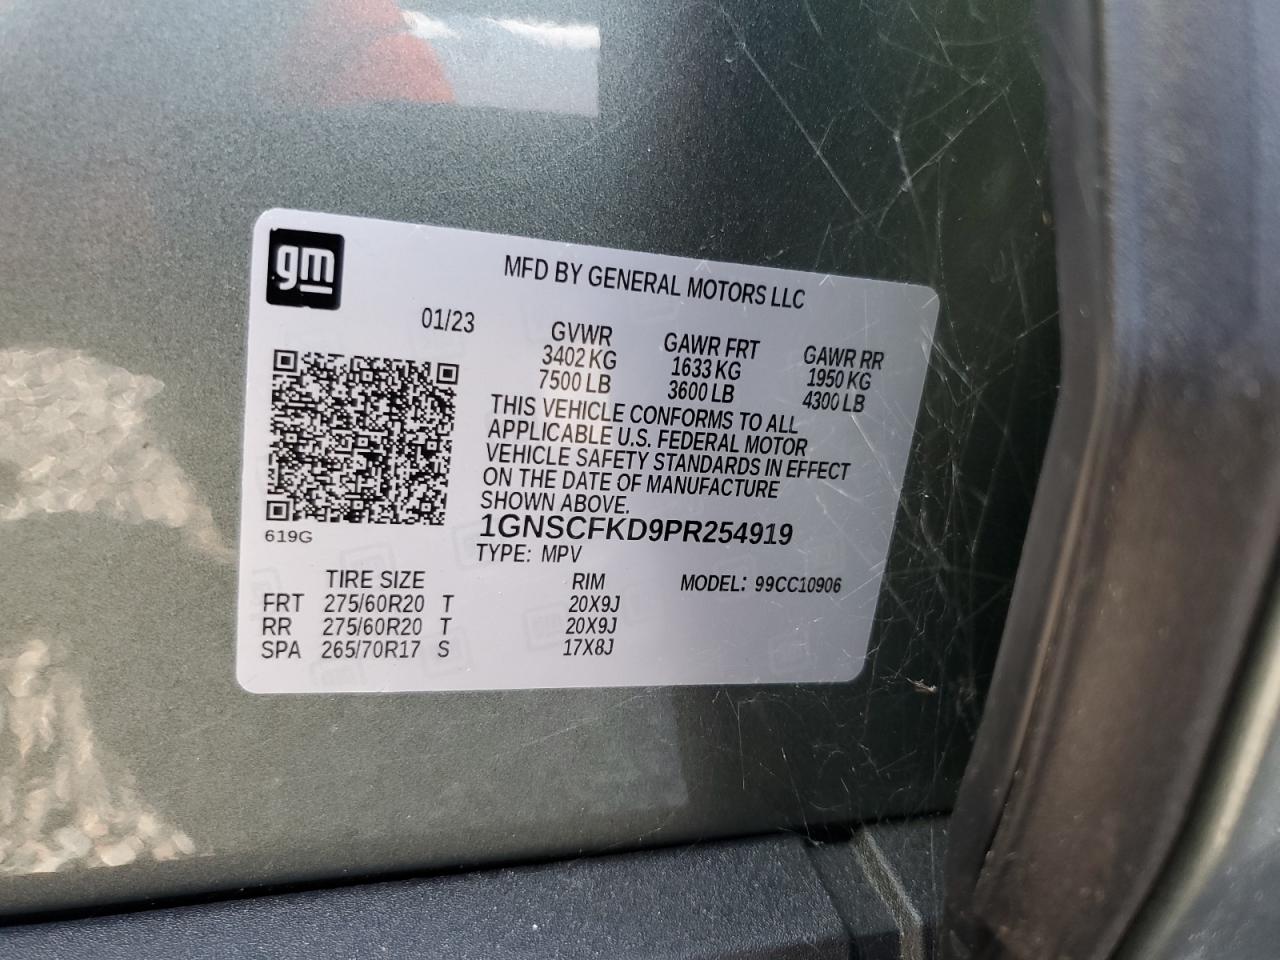 gm
MFD BY GENERAL MOTORS LLC
01/23
GVWR GAWR FRT GAWR RR
3402 KG 1633 KG 1950 KG
7500 LB 3600 LB 4300 LB
THIS VEHICLE CONFORMS TO ALL
APPLICABLE U.S. FEDERAL MOTOR
VEHICLE SAFETY STANDARDS IN EFFECT
ON THE DATE OF MANUFACTURE
SHOWN ABOVE.
1GNSCFKD9PR254919
619G
TYPE: MPV
TIRE SIZE RIM MODEL: 99CC10906
FRT 275/60R20 T 20X9J
RR 275/60R20 T 20X9J
SPA 265/70R17 S 17X8J